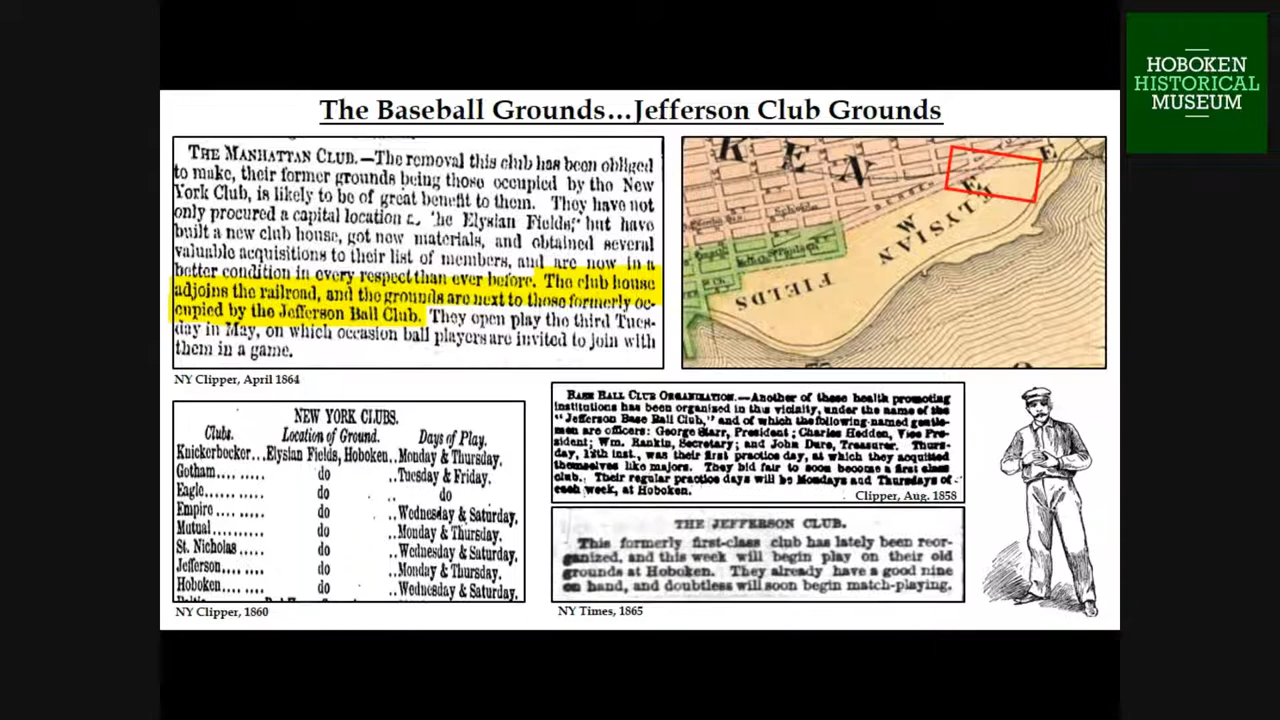 HOBOKEN
HISTORICAL
MUSEUM
The Baseball Grounds...Jefferson Club Grounds
THE MANHATTAN CLUB.—The removal this club has been obliged
to make, their former grounds being those occupied by the New
York Club, is likely to be of great benefit to them. They have not
only procured a capital location he Elysian Fields; but have
built a new club house, got new materials, and obtained several
valuable acquisitions to their list of members, and are now in a
better condition in every respect than ever before. The club house
adjoins the railroad, and the grounds are next to those formerly oc-
cupied by the Jefferson Ball Club. They open play the third Tues-
day in May, on which occasion ball players are invited to join with
them in a game.
NY Clipper, April 1864
K E N
E
ELYSIAN
FIELDS
NEW YORK CLUBS.
Clubs. Location of Ground. Days of Play.
Knickerbocker...Elysian Fields, Hoboken..Monday & Thursday.
Gotham......... do ..Tuesday & Friday.
Eagle...... do .. do
Empire ...... do ..Wednesday & Saturday.
Mutual...... do ..Monday & Thursday.
St. Nicholas ..... do ..Wednesday & Saturday.
Jefferson....... do ..Monday & Thursday.
Hoboken........ do ..Wednesday & Saturday.
NY Clipper, 1860
BASE BALL CLUB ORGANIZATION.—Another of these health promoting
institutions has been organized in this vicinity, under the name of the
"Jefferson Base Ball Club," and of which the following-named gentle-
men are officers: George Starr, President; Charles Hedden, Vice Pre-
sident; Wm. Rankin, Secretary; and John Dure, Treasurer. Thurs-
day, 12th inst., was their first practice day, at which they acquitted
themselves like majors. They bid fair to soon become a first class
club. Their regular practice days will be Mondays and Thursdays of
each week, at Hoboken.
Clipper, Aug. 1858
THE JEFFERSON CLUB.
This formerly first-class club has lately been reor-
ganized, and this week will begin play on their old
grounds at Hoboken. They already have a good nine
on hand, and doubtless will soon begin match-playing.
NY Times, 1865